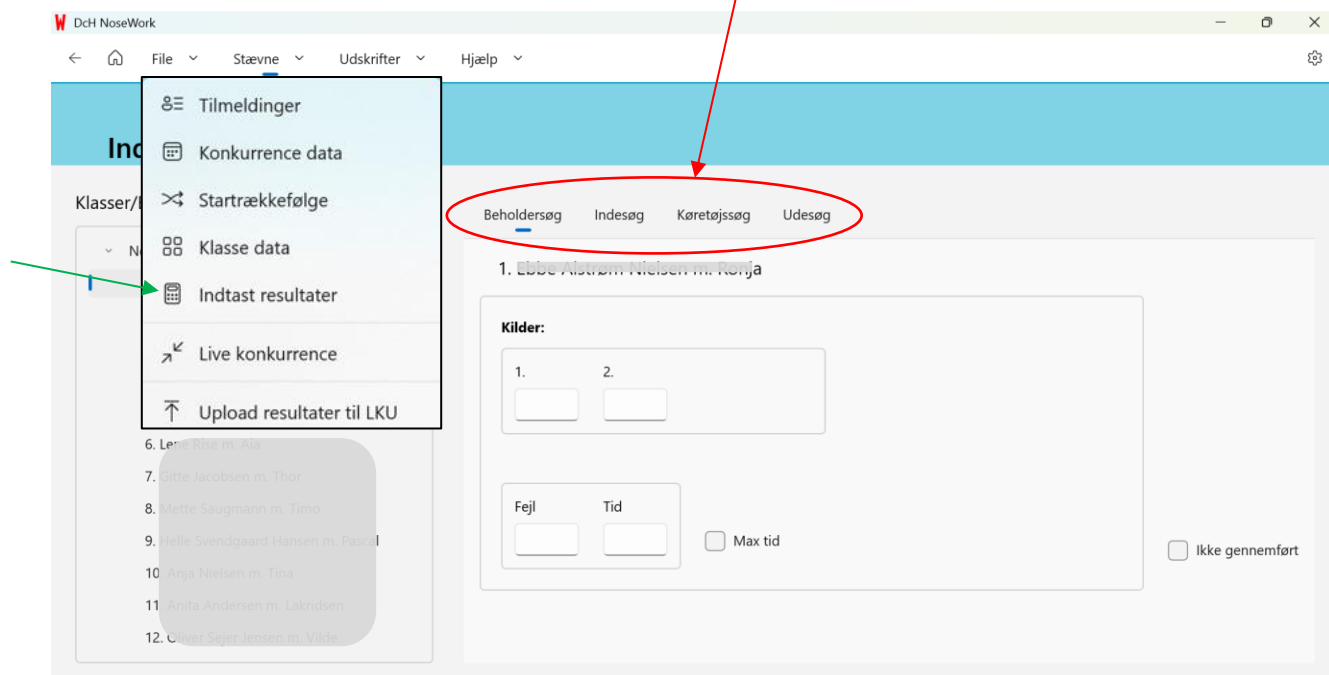 DcH NoseWork
File Stævne Udskrifter Hjælp
Tilmeldinger
Konkurrence data
Startrækkefølge
Klasse data
Indtast resultater
Live konkurrence
Upload resultater til LKU
Klasser/
6.
7.
8.
9.
10
11
12.
Beholdersøg Indesøg Køretøjssøg Udesøg
1.
Kilder:
1. 2.
Fejl Tid
Max tid
Ikke gennemført